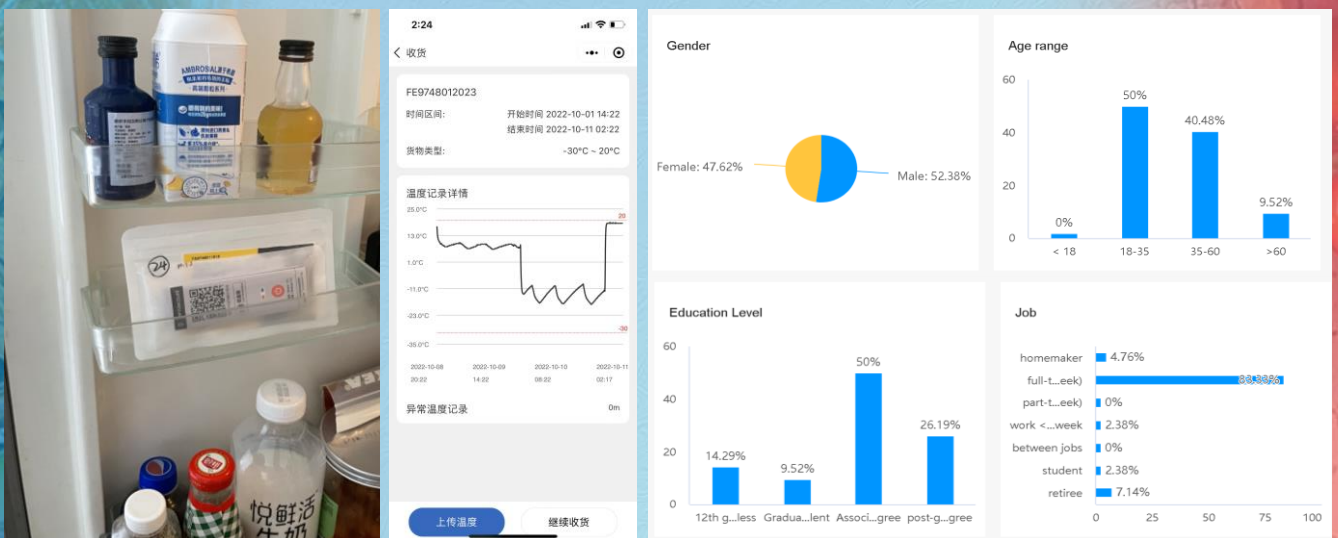 AMBROSIAL
24
悦鲜活
牛奶
2:24
收货
FE9748012023
时间区间:
开始时间 2022-10-01 14:22
结束时间 2022-10-11 02:22
货物类型:
-30°C ~ 20°C
温度记录详情
25.0°C
20
13.0°C
1.0°C
-11.0°C
-23.0°C
-30
-35.0°C
2022-10-08 2022-10-09 2022-10-10 2022-10-11
20:22 14:22 08:22 02:17
异常温度记录
0m
上传温度
继续收货
Gender
Female: 47.62%
Male: 52.38%
Age range
60
40
20
0
0%
50%
40.48%
9.52%
< 18
18-35
35-60
>60
Education Level
60
40
20
0
14.29%
9.52%
50%
26.19%
12th g...less
Gradua...lent
Associ...gree
post-g...gree
Job
homemaker 4.76%
full-t...eek) 83.33%
part-t...eek) 0%
work <...week 2.38%
between jobs 0%
student 2.38%
retiree 7.14%
0 25 50 75 100